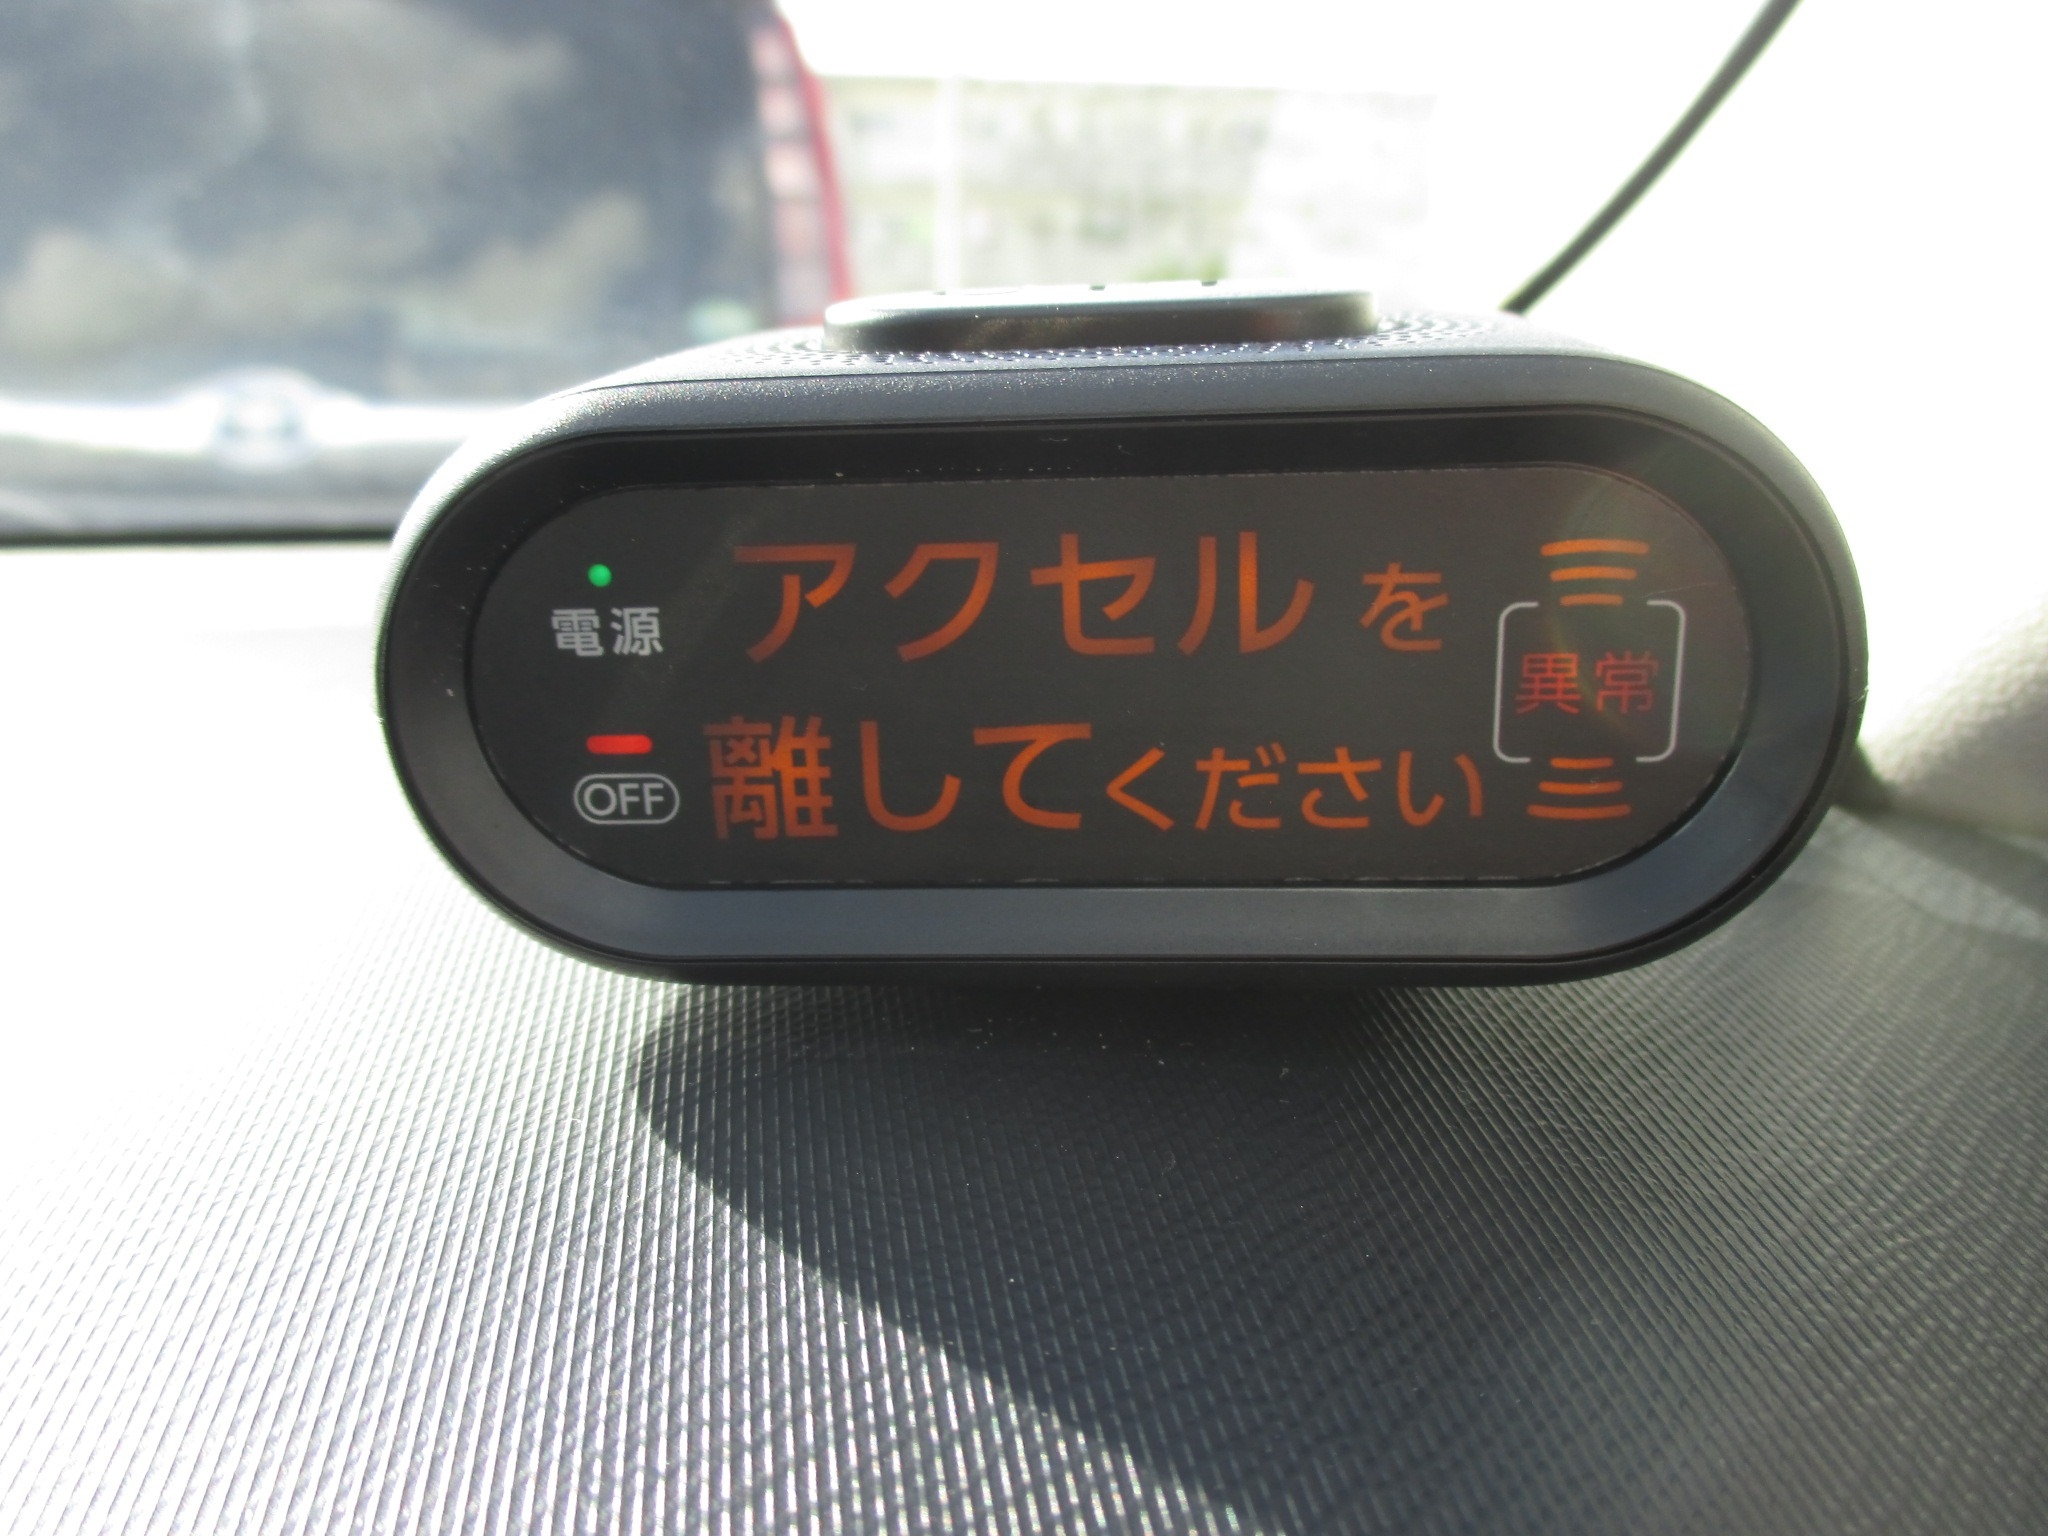 電源
アクセルを
離してください
OFF
異常